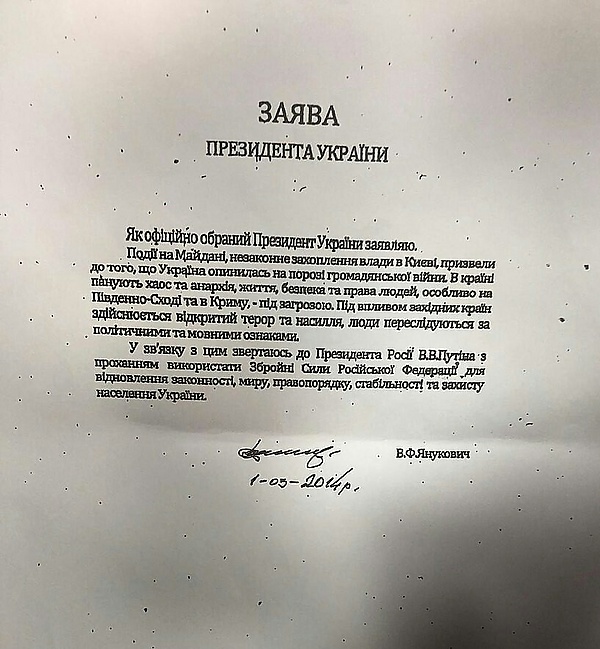 ЗАЯВА
ПРЕЗИДЕНТА УКРАЇНИ
Як офіційно обраний Президент України заявляю.
Події на Майдані, незаконне захоплення влади в Києві, призвели
до того, що Україна опинилась на порозі громадянської війни. В країні
панують хаос та анархія, життя, безпека та права людей, особливо на
Південно-Сході та в Криму, - під загрозою. Під впливом західних країн
здійснюється відкритий терор та насилля, люди переслідуються за
політичними та мовними ознаками.
У зв'язку з цим звертаюсь до Президента Росії В.В.Путіна з
проханням використати Збройні Сили Російської Федерації для
відновлення законності, миру, правопорядку, стабільності та захисту
населення України.
В.Ф.Янукович
1-03-2014р.